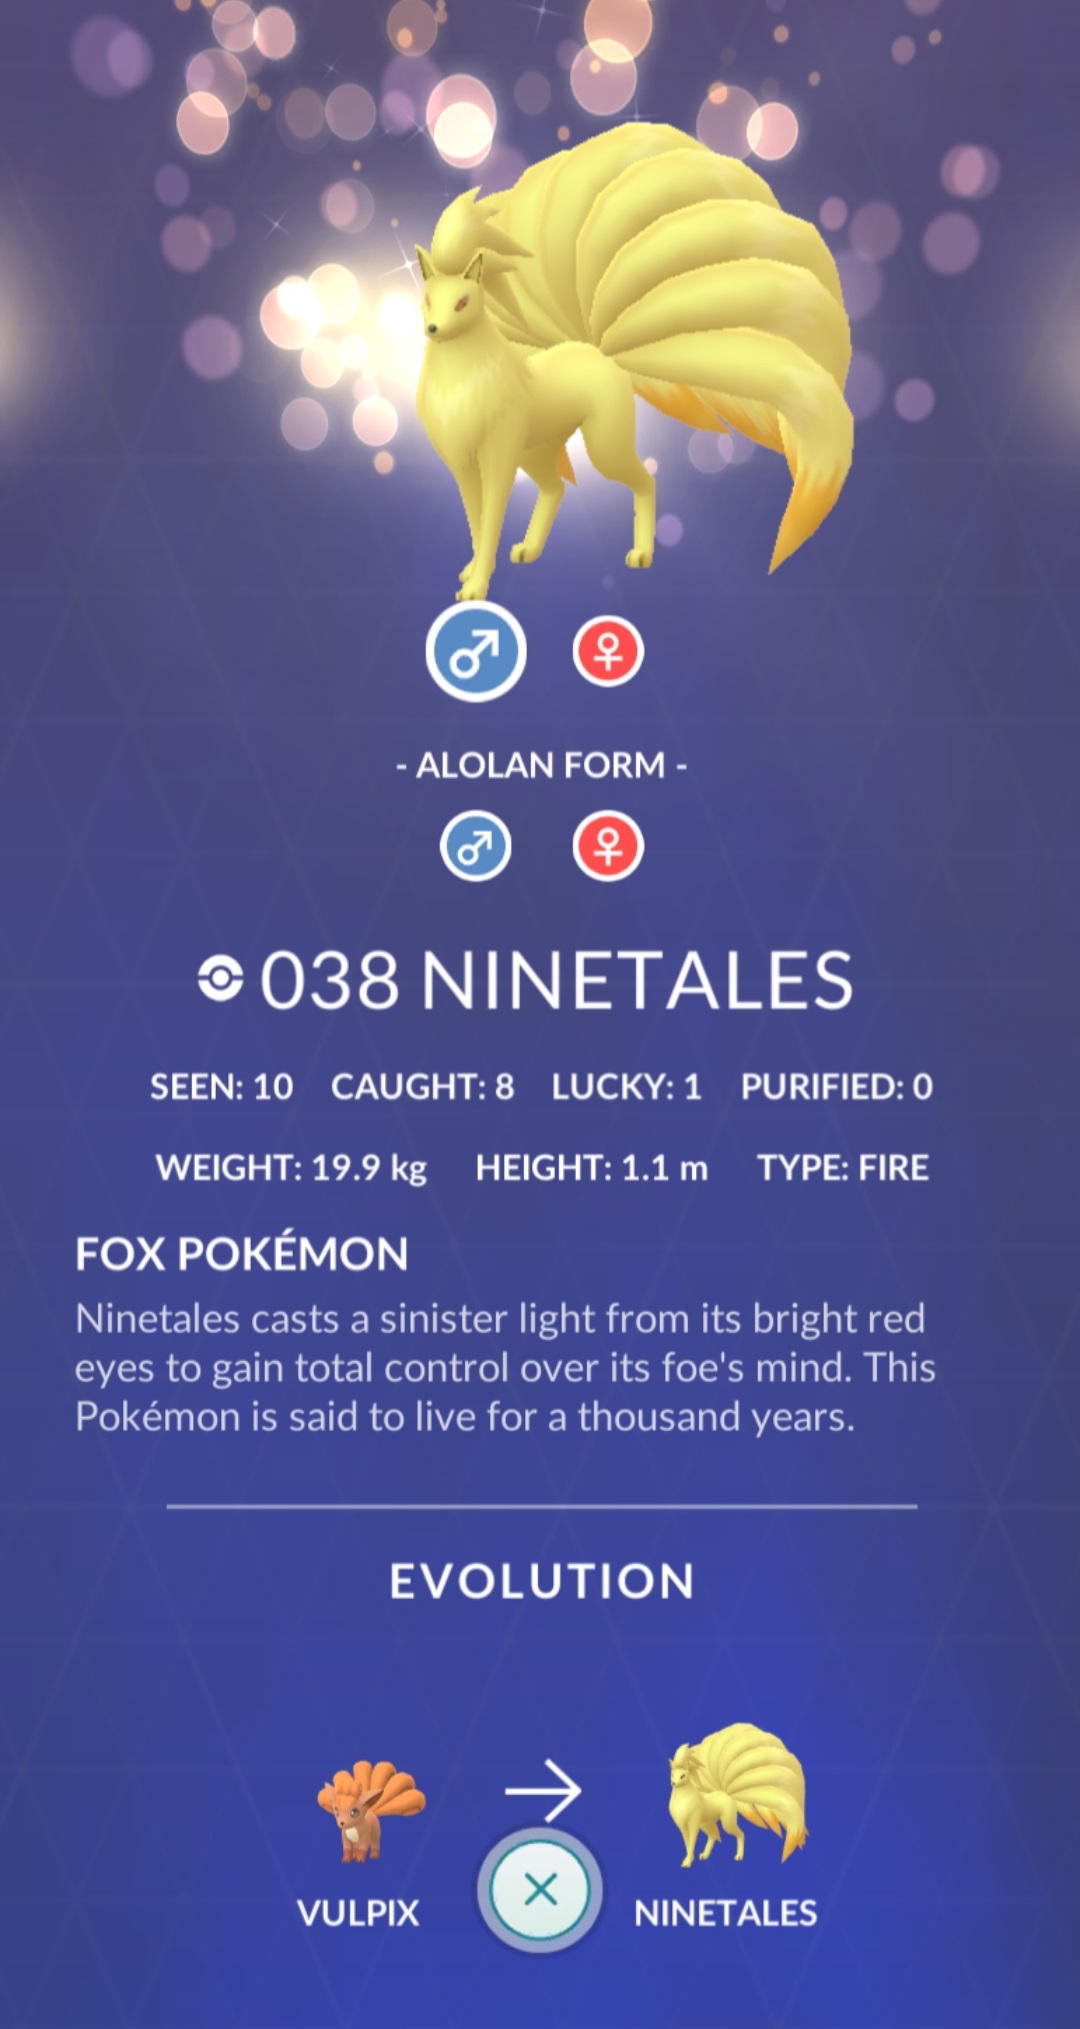 - ALOLAN FORM -
038 NINETALES
SEEN: 10 CAUGHT: 8 LUCKY: 1 PURIFIED: 0
WEIGHT: 19.9 kg HEIGHT: 1.1 m TYPE: FIRE
FOX POKÉMON
Ninetales casts a sinister light from its bright red
eyes to gain total control over its foe's mind. This
Pokémon is said to live for a thousand years.
EVOLUTION
VULPIX NINETALES